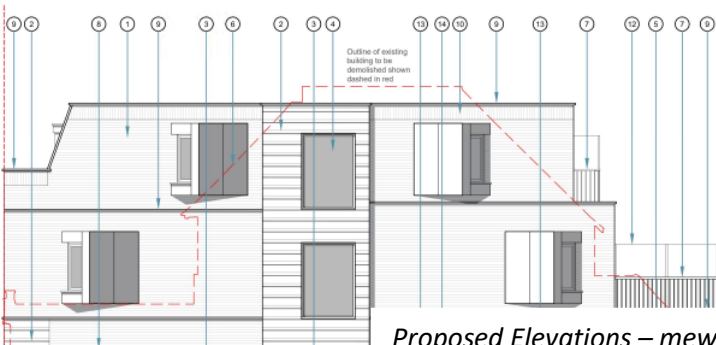 9 2 8 1 9 3 6 2 3 4 13 14 10 9 13 7 12 5 7 9
Outline of existing
building to be
demolished shown
dashed in red
Proposed Elevations – mew